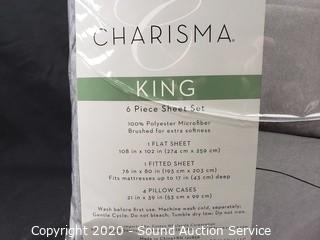 CHARISMA®
KING
6 Piece Sheet Set
100% Polyester Microfiber
Brushed for extra softness
1 FLAT SHEET
108 in x 102 in (274 cm x 259 cm)
1 FITTED SHEET
78 in x 80 in (193 cm x 203 cm)
Fits mattresses up to 17 in (43 cm) deep
4 PILLOW CASES
21 in x 39 in (53 cm x 99 cm)
Wash before first use. Machine wash cold, separately;
Gentle Cycle. Do not bleach. Tumble dry low; Do not iron.
Copyright 2020 - Sound Auction Service